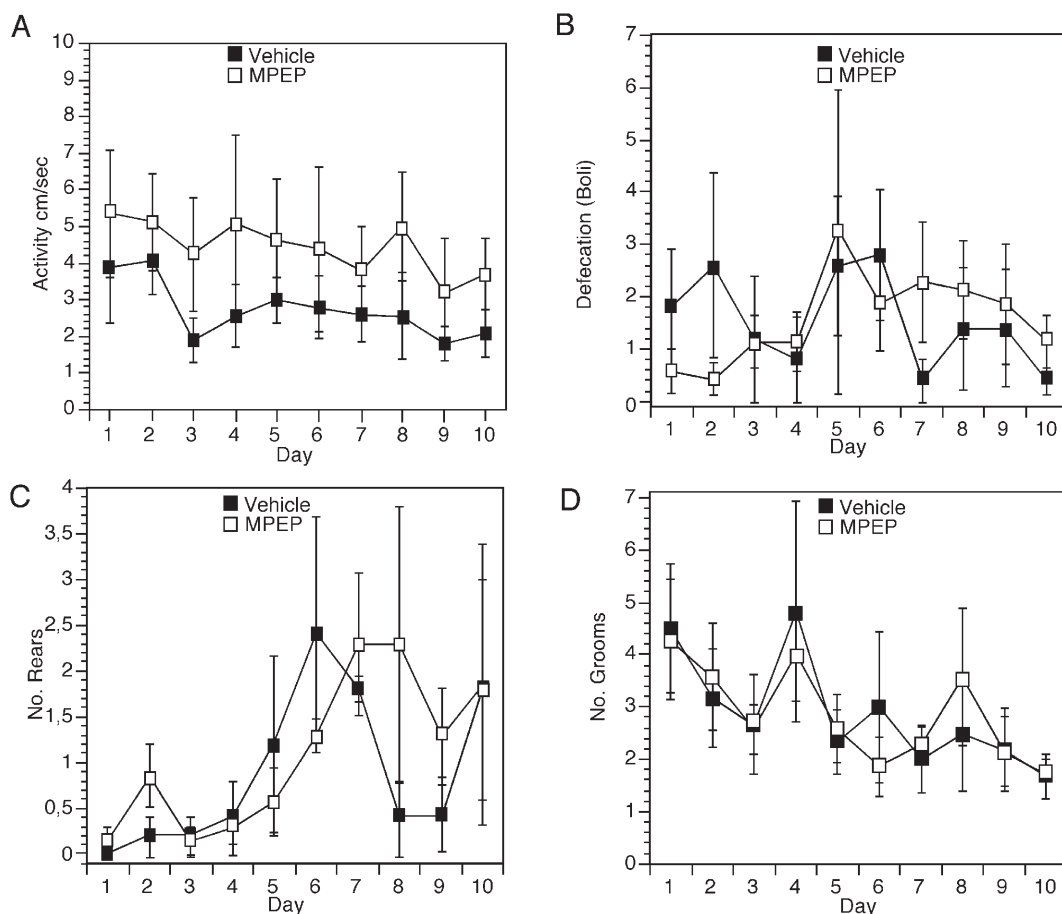 A
Vehicle
MPEP
Activity cm/sec
10
9
8
7
6
5
4
3
2
1
0
1 2 3 4 5 6 7 8 9 10
Day
B
Vehicle
MPEP
Defecation (Boli)
7
6
5
4
3
2
1
0
1 2 3 4 5 6 7 8 9 10
Day
C
Vehicle
MPEP
No. Rears
4
3,5
3
2,5
2
1,5
1
0,5
0
1 2 3 4 5 6 7 8 9 10
Day
D
Vehicle
MPEP
No. Grooms
7
6
5
4
3
2
1
0
1 2 3 4 5 6 7 8 9 10
Day